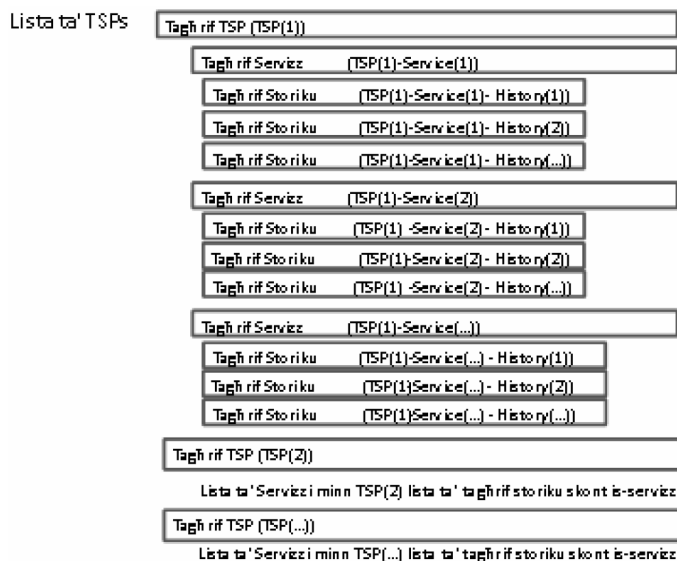 Lista ta' TSPs
Tagħrif TSP (TSP(1))
Tagħrif Servizz (TSP(1)-Service(1))
Tagħrif Storiku (TSP(1)-Service(1)- History(1))
Tagħrif Storiku (TSP(1)-Service(1)- History(2))
Tagħrif Storiku (TSP(1)-Service(1)- History(...))
Tagħrif Servizz (TSP(1)-Service(2))
Tagħrif Storiku (TSP(1) -Service(2)- History(1))
Tagħrif Storiku (TSP(1)-Service(2)- History(2))
Tagħrif Storiku (TSP(1) -Service(2)- History(...))
Tagħrif Servizz (TSP(1)-Service(...))
Tagħrif Storiku (TSP(1)-Service(...) - History(1))
Tagħrif Storiku (TSP(1)Service(...) - History(2))
Tagħrif Storiku (TSP(1)Service(...) - History(...))
Tagħrif TSP (TSP(2))
Lista ta' Servizzi minn TSP(2) lista ta' tagħrif storiku skont is-servizz
Tagħrif TSP (TSP(...))
Lista ta' Servizzi minn TSP(...) lista ta' tagħrif storiku skont is-servizz